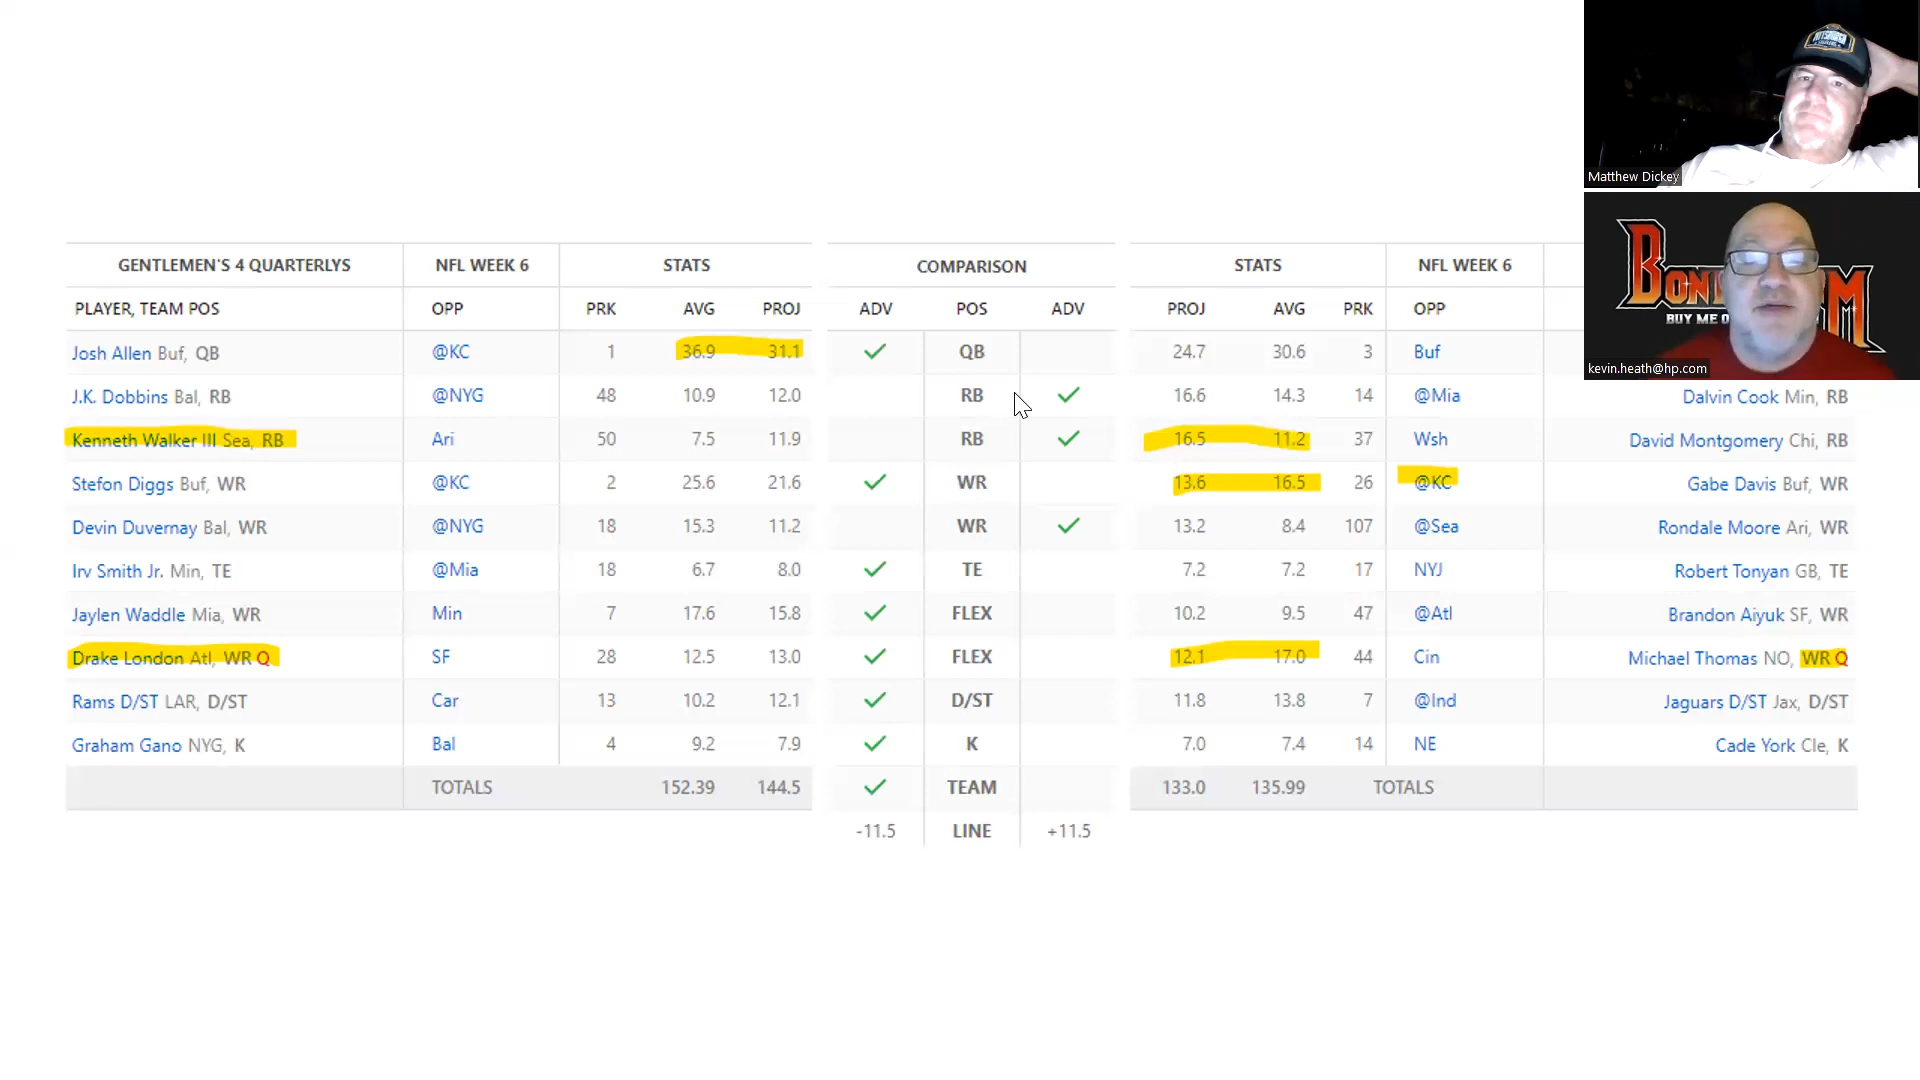 PITTSBURGH
Matthew Dickey
BUY ME
kevin.heath@hp.com
GENTLEMEN'S 4 QUARTERLYS NFL WEEK 6 STATS COMPARISON STATS NFL WEEK 6
PLAYER, TEAM POS OPP PRK AVG PROJ ADV POS ADV PROJ AVG PRK OPP
Josh Allen Buf, QB @KC 1 36.9 31.1 ✓ QB 24.7 30.6 3 Buf
J.K. Dobbins Bal, RB @NYG 48 10.9 12.0 RB ✓ 16.6 14.3 14 @Mia Dalvin Cook Min, RB
Kenneth Walker III Sea, RB Ari 50 7.5 11.9 RB ✓ 16.5 11.2 37 Wsh David Montgomery Chi, RB
Stefon Diggs Buf, WR @KC 2 25.6 21.6 ✓ WR 13.6 16.5 26 @KC Gabe Davis Buf, WR
Devin Duvernay Bal, WR @NYG 18 15.3 11.2 WR ✓ 13.2 8.4 107 @Sea Rondale Moore Ari, WR
Irv Smith Jr. Min, TE @Mia 18 6.7 8.0 ✓ TE 7.2 7.2 17 NYJ Robert Tonyan GB, TE
Jaylen Waddle Mia, WR Min 7 17.6 15.8 ✓ FLEX 10.2 9.5 47 @Atl Brandon Aiyuk SF, WR
Drake London Atl, WR Q SF 28 12.5 13.0 ✓ FLEX 12.1 17.0 44 Cin Michael Thomas NO, WR Q
Rams D/ST LAR, D/ST Car 13 10.2 12.1 ✓ D/ST 11.8 13.8 7 @Ind Jaguars D/ST Jax, D/ST
Graham Gano NYG, K Bal 4 9.2 7.9 ✓ K 7.0 7.4 14 NE Cade York Cle, K
TOTALS 152.39 144.5 ✓ TEAM 133.0 135.99 TOTALS
-11.5 LINE +11.5